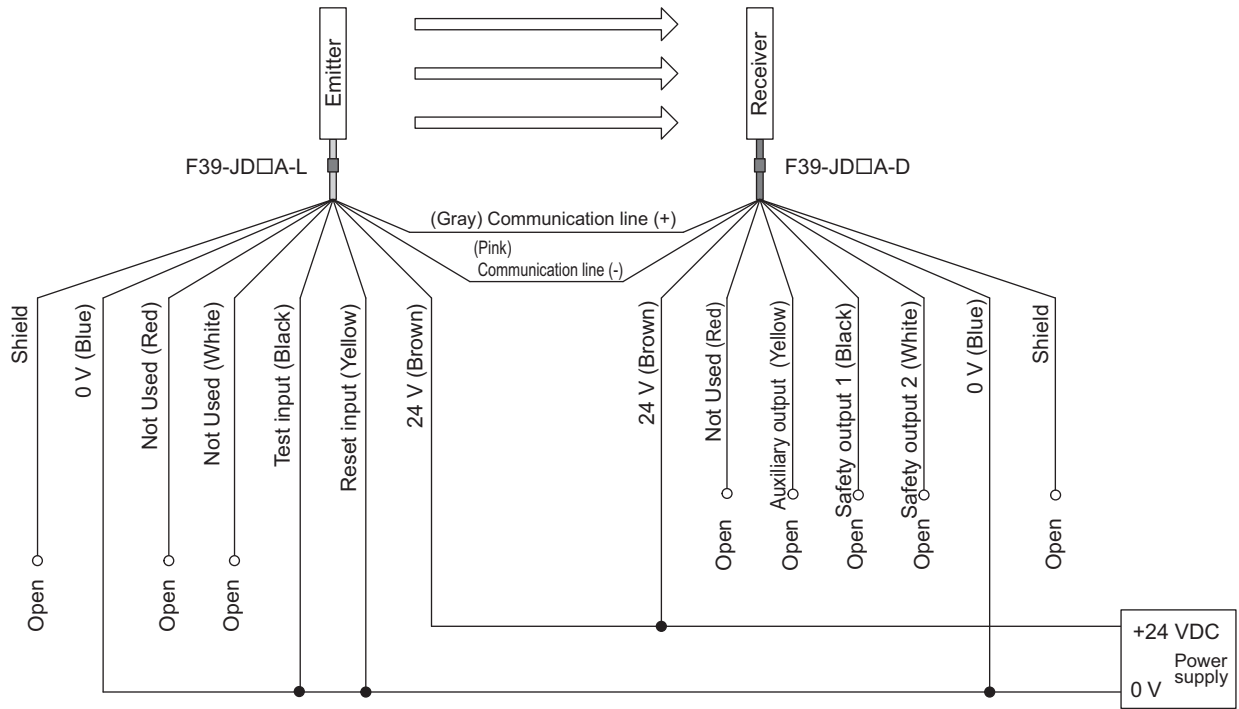 Emitter
Receiver
F39-JD□A-L
F39-JD□A-D
(Gray) Communication line (+)
(Pink)
Communication line (-)
Shield
0 V (Blue)
Not Used (Red)
Not Used (White)
Test input (Black)
Reset input (Yellow)
24 V (Brown)
24 V (Brown)
Not Used (Red)
Auxiliary output (Yellow)
Safety output 1 (Black)
Safety output 2 (White)
0 V (Blue)
Shield
Open
Open
Open
Open
Open
Open
Open
Open
+24 VDC
Power
supply
0 V